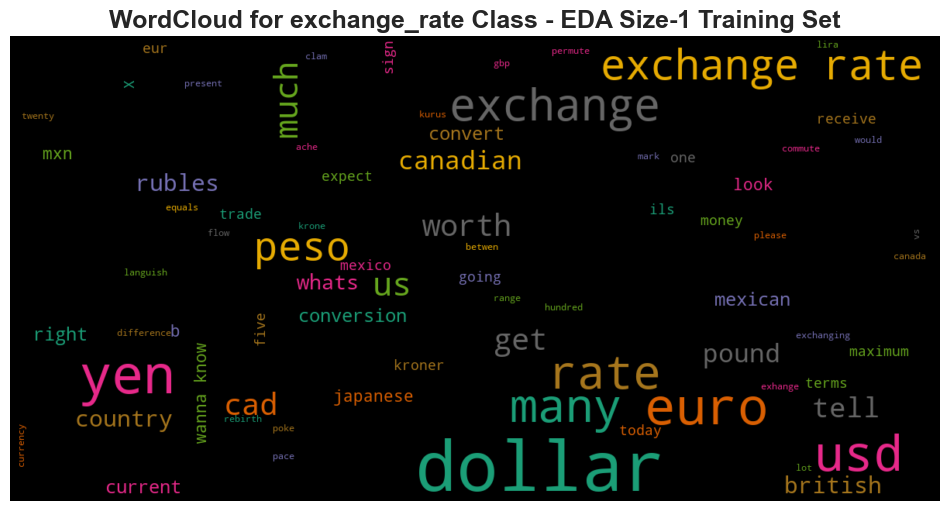 WordCloud for exchange_rate Class - EDA Size-1 Training Set
eur
clam
sign
permute
lira
gbp
exchange rate
x
present
much
exchange
twenty
kurus
receive
convert
would
mxn
ache
canadian
mark
one
commute
rubles
expect
look
equals
trade
ils
money
flow
krone
worth
please
vs
peso
betwen
canada
mexico
languish
whats
us
going
range
hundred
mexican
conversion
right
difference
b
five
get
exchanging
pound
maximum
yen
wanna know
kroner
rate
exhange
terms
country
cad
japanese
many
euro
tell
rebirth
poke
today
currency
pace
dollar
usd
lot
current
british